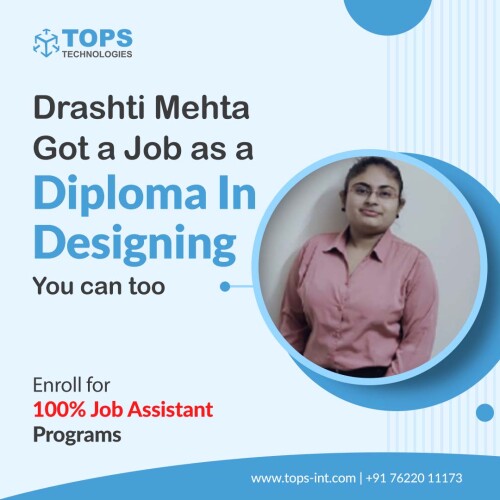 TOPS
TECHNOLOGIES
Drashti Mehta
Got a Job as a
Diploma In
Designing
You can too
Enroll for
100% Job Assistant
Programs
www.tops-int.com | +91 76220 11173